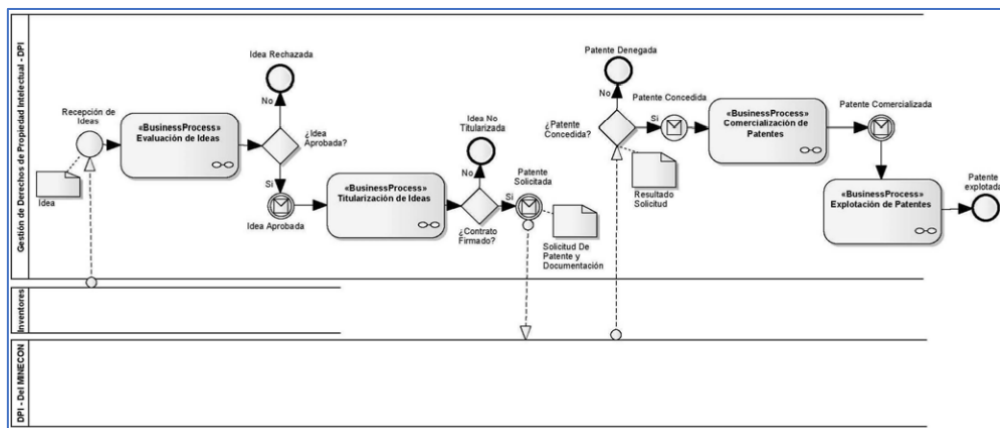 Gestión de Derechos de Propiedad Intelectual - DPI
Recepción de
Ideas
Idea
«BusinessProcess»
Evaluación de Ideas
Idea Rechazada
No
¿Idea
Aprobada?
Si
Idea Aprobada
«BusinessProcess»
Titularización de Ideas
Idea No
Titularizada
No
¿Contrato
Firmado?
Si
Patente
Solicitada
Solicitud De
Patente y
Documentación
Patente Denegada
No
¿Patente
Concedida?
Si
Patente Concedida
Resultado
Solicitud
«BusinessProcess»
Comercialización de
Patentes
Patente Comercializada
«BusinessProcess»
Explotación de Patentes
Patente
explotada
Inventores
DPI - Del MINECON